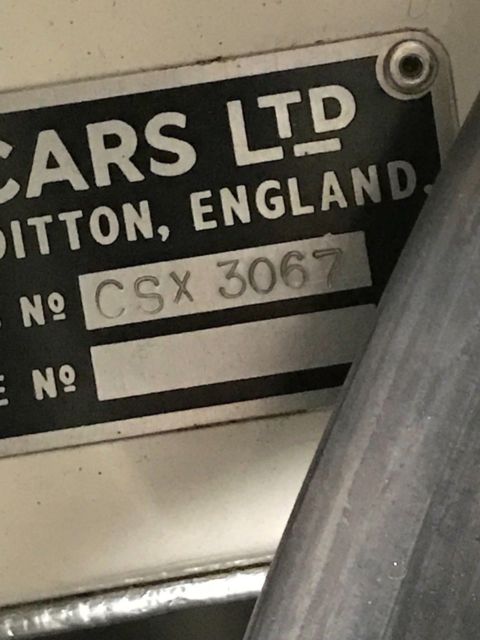 CARS LTD
DITTON, ENGLAND.
Nº CSX 3067
E Nº